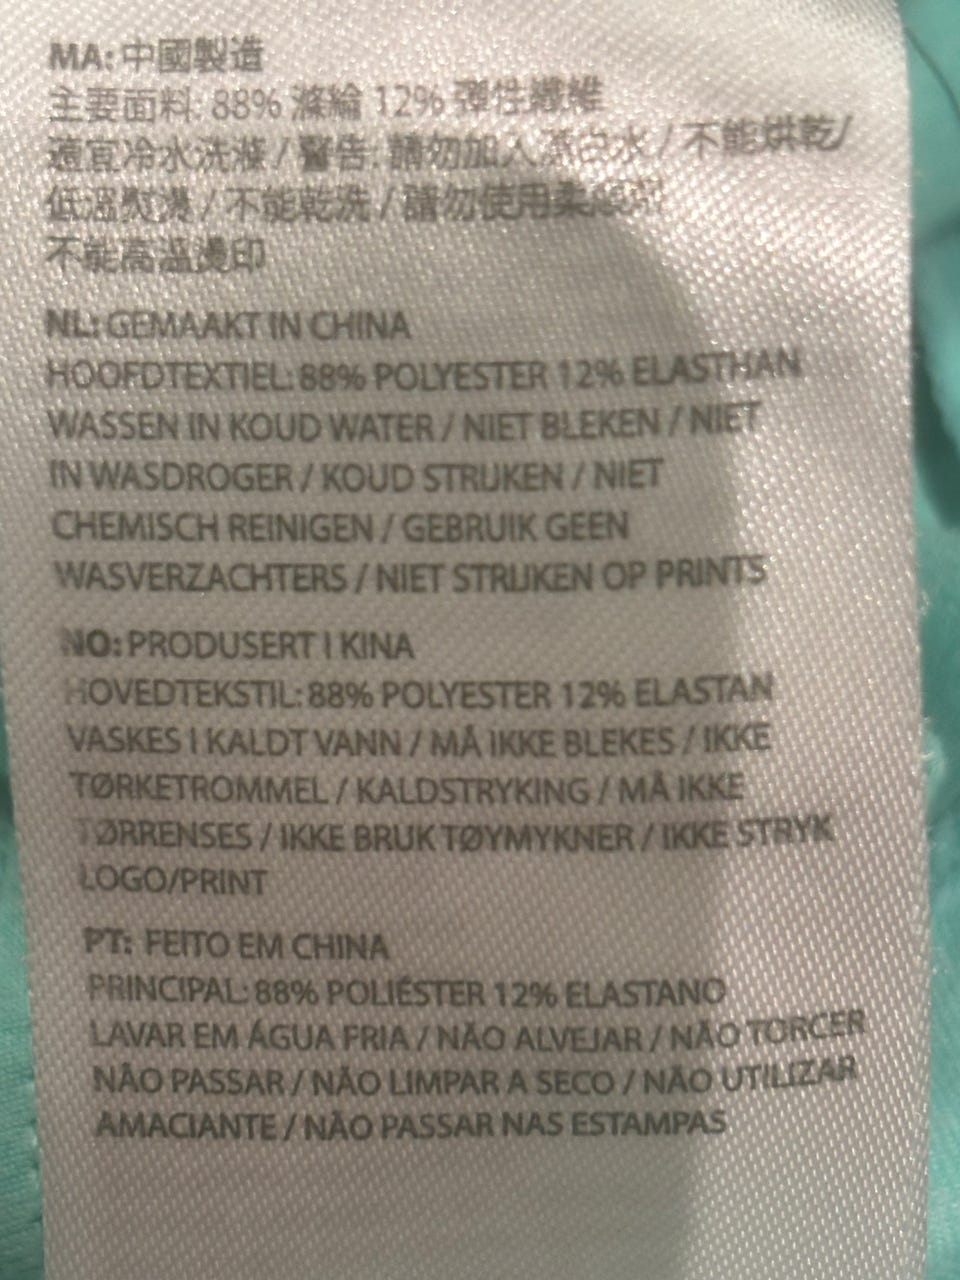 MA: 中國製造
主要面料: 88% 滌綸 12% 彈性纖維
適宜冷水洗滌 / 警告: 請勿加入漂白水 / 不能烘乾/
低溫熨燙 / 不能乾洗 / 請勿使用柔
不能高溫燙印
NL: GEMAAKT IN CHINA
HOOFDTEXTIEL: 88% POLYESTER 12% ELASTHAN
WASSEN IN KOUD WATER / NIET BLEKEN / NIET
IN WASDROGER / KOUD STRIJKEN / NIET
CHEMISCH REINIGEN / GEBRUIK GEEN
WASVERZACHTERS / NIET STRIJKEN OP PRINTS
NO: PRODUSERT I KINA
HOVEDTEKSTIL: 88% POLYESTER 12% ELASTAN
VASKES I KALDT VANN / MÅ IKKE BLEKES / IKKE
TØRKETROMMEL / KALDSTRYKING / MÅ IKKE
TØRRENSES / IKKE BRUK TØYMYKNER / IKKE STRYK
LOGO/PRINT
PT: FEITO EM CHINA
PRINCIPAL: 88% POLIÉSTER 12% ELASTANO
LAVAR EM ÁGUA FRIA / NÃO ALVEJAR / NÃO TORCER
NÃO PASSAR / NÃO LIMPAR A SECO / NÃO UTILIZAR
AMACIANTE / NÃO PASSAR NAS ESTAMPAS